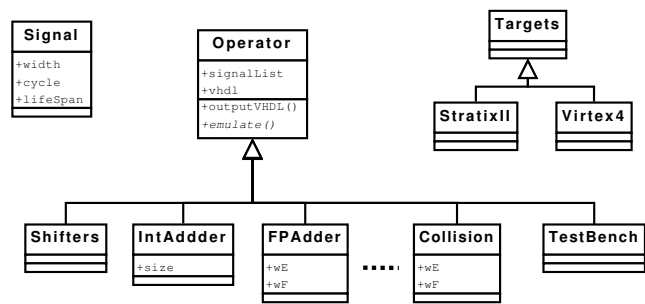 Signal
+width
+cycle
+lifeSpan
Operator
+signalList
+vhdl
+outputVHDL()
+emulate()
Targets
StratixII
Virtex4
Shifters
IntAddder
+size
FPAdder
+wE
+wF
Collision
+wE
+wF
TestBench